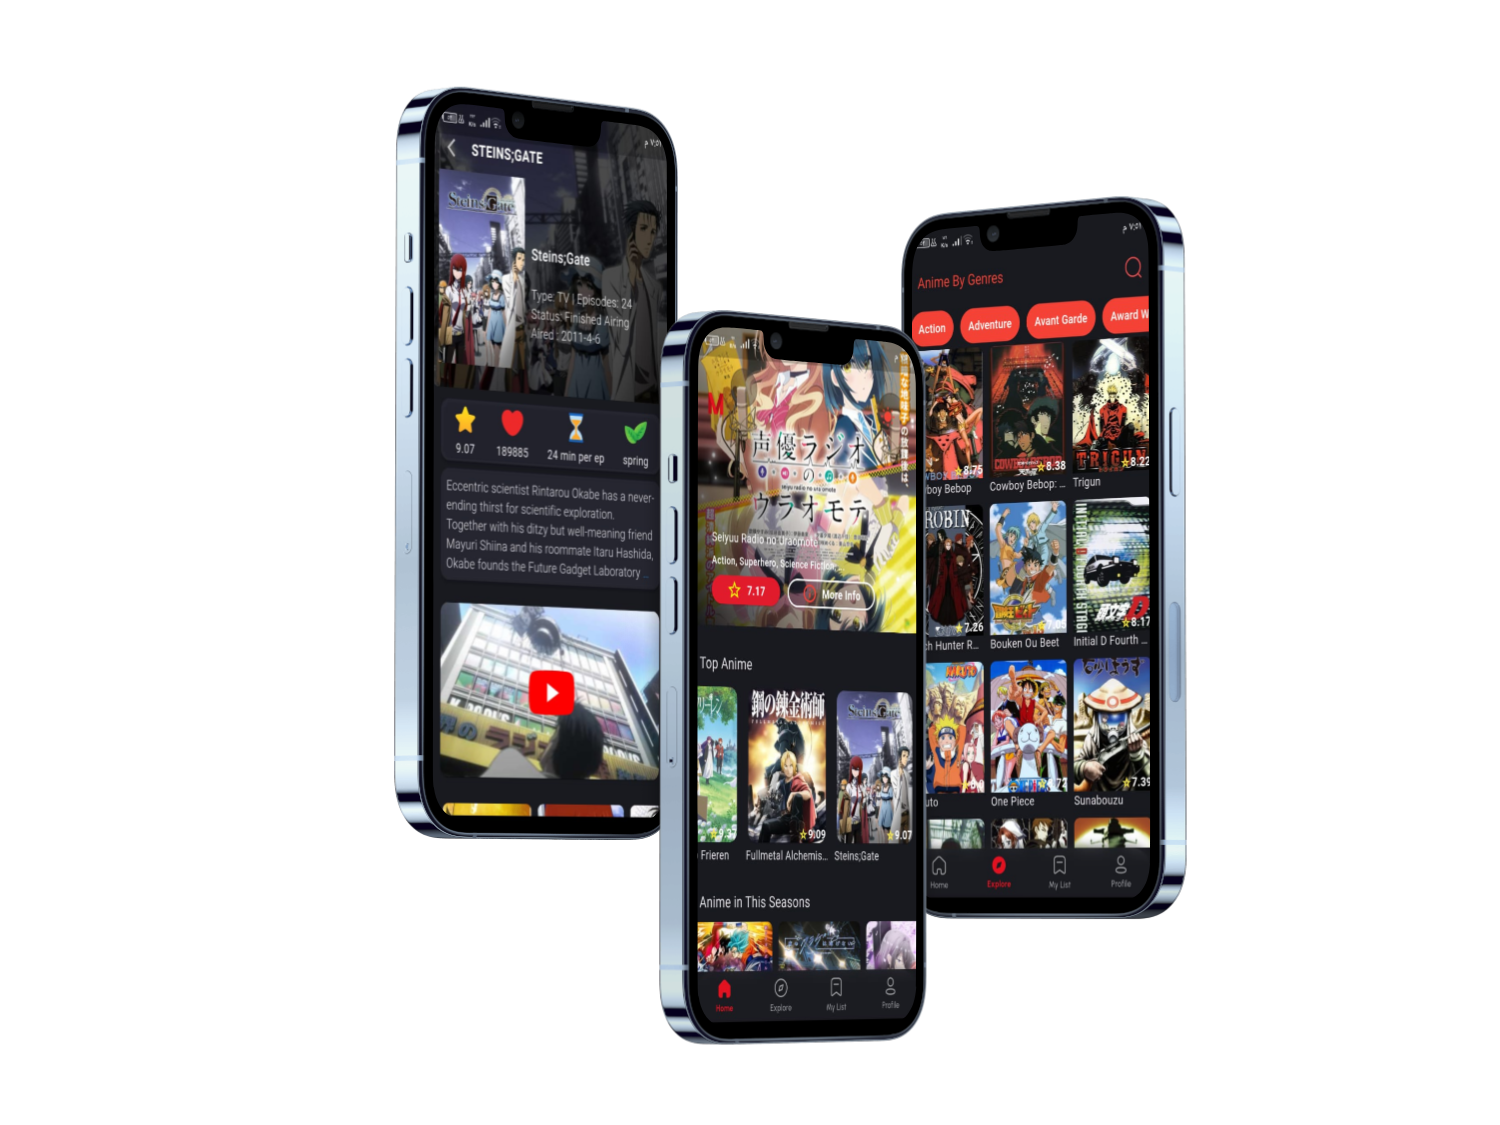 STEINS;GATE
Steins;Gate
Steins;Gate
Type: TV | Episodes: 24
Status: Finished Airing
Aired : 2011-4-6
9.07
189885
24 min per ep
spring
Eccentric scientist Rintarou Okabe has a never-
ending thirst for scientific exploration.
Together with his ditzy but well-meaning friend
Mayuri Shiina and his roommate Itaru Hashida,
Okabe founds the Future Gadget Laboratory ...
M
声優ラジオ
の
ウラオモテ
Seiyuu Radio no Uraomote
Action, Superhero, Science Fiction
7.17
More Info
Top Anime
鋼の錬金術師
Steins;Gate
9.37
9.09
9.07
Frieren
Fullmetal Alchemis...
Steins;Gate
Anime in This Seasons
Home
Explore
My List
Profile
٧:٥٦ م
Anime By Genres
Action
Adventure
Avant Garde
Award W
8.75
8.38
TRIGUN
8.22
boy Bebop
Cowboy Bebop: ...
Trigun
ROBIN
7.26
8.17
ch Hunter R...
Bouken Ou Beet
Initial D Fourth ...
7.39
uto
One Piece
Sunabouzu
Home
Explore
My List
Profile